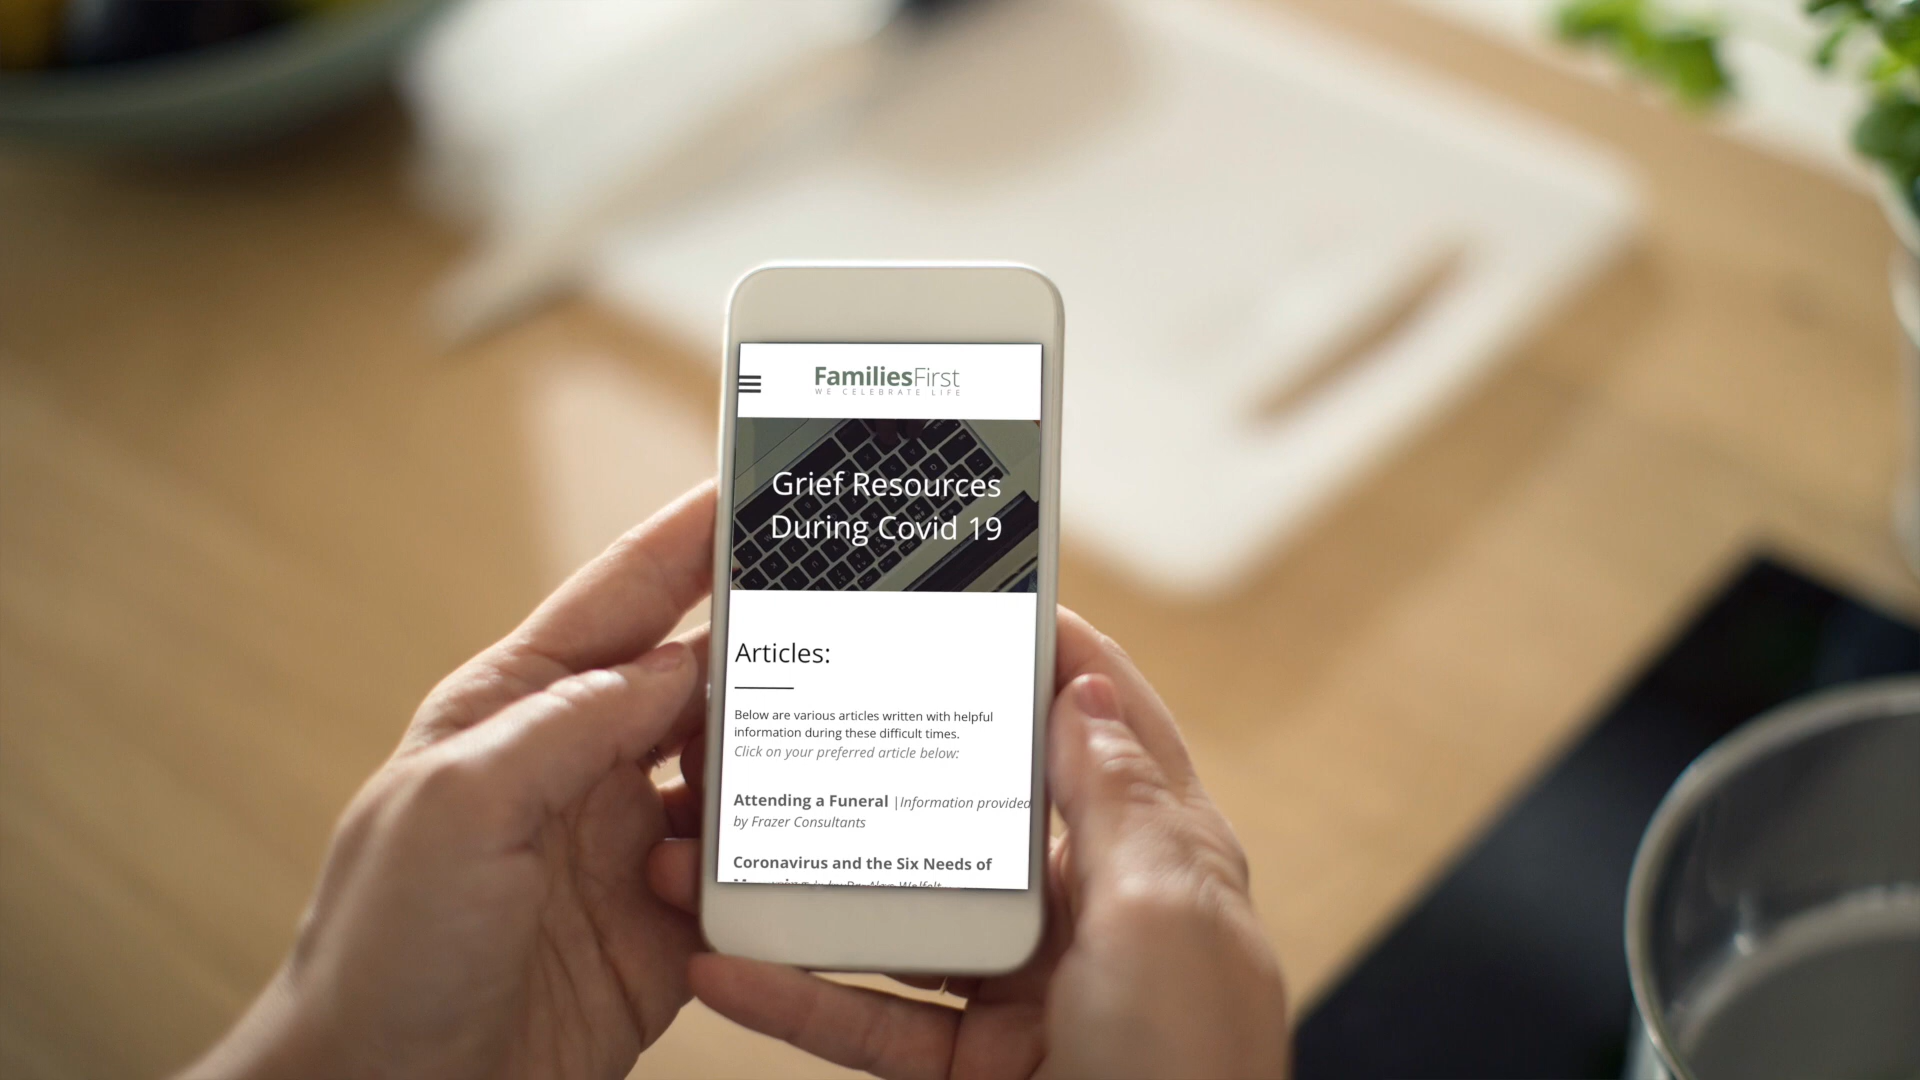 FamiliesFirst
WE CELEBRATE LIFE
Grief Resources
During Covid 19
Articles:
Below are various articles written with helpful
information during these difficult times.
Click on your preferred article below:
Attending a Funeral |Information provided
by Frazer Consultants
Coronavirus and the Six Needs of